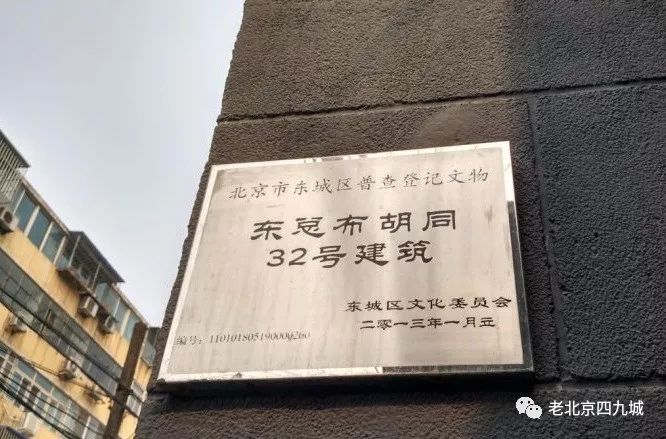 北京市东城区普查登记文物
东总布胡同
32号建筑
东城区文化委员会
二零一三年一月立
编号：110101805190000260
老北京四九城